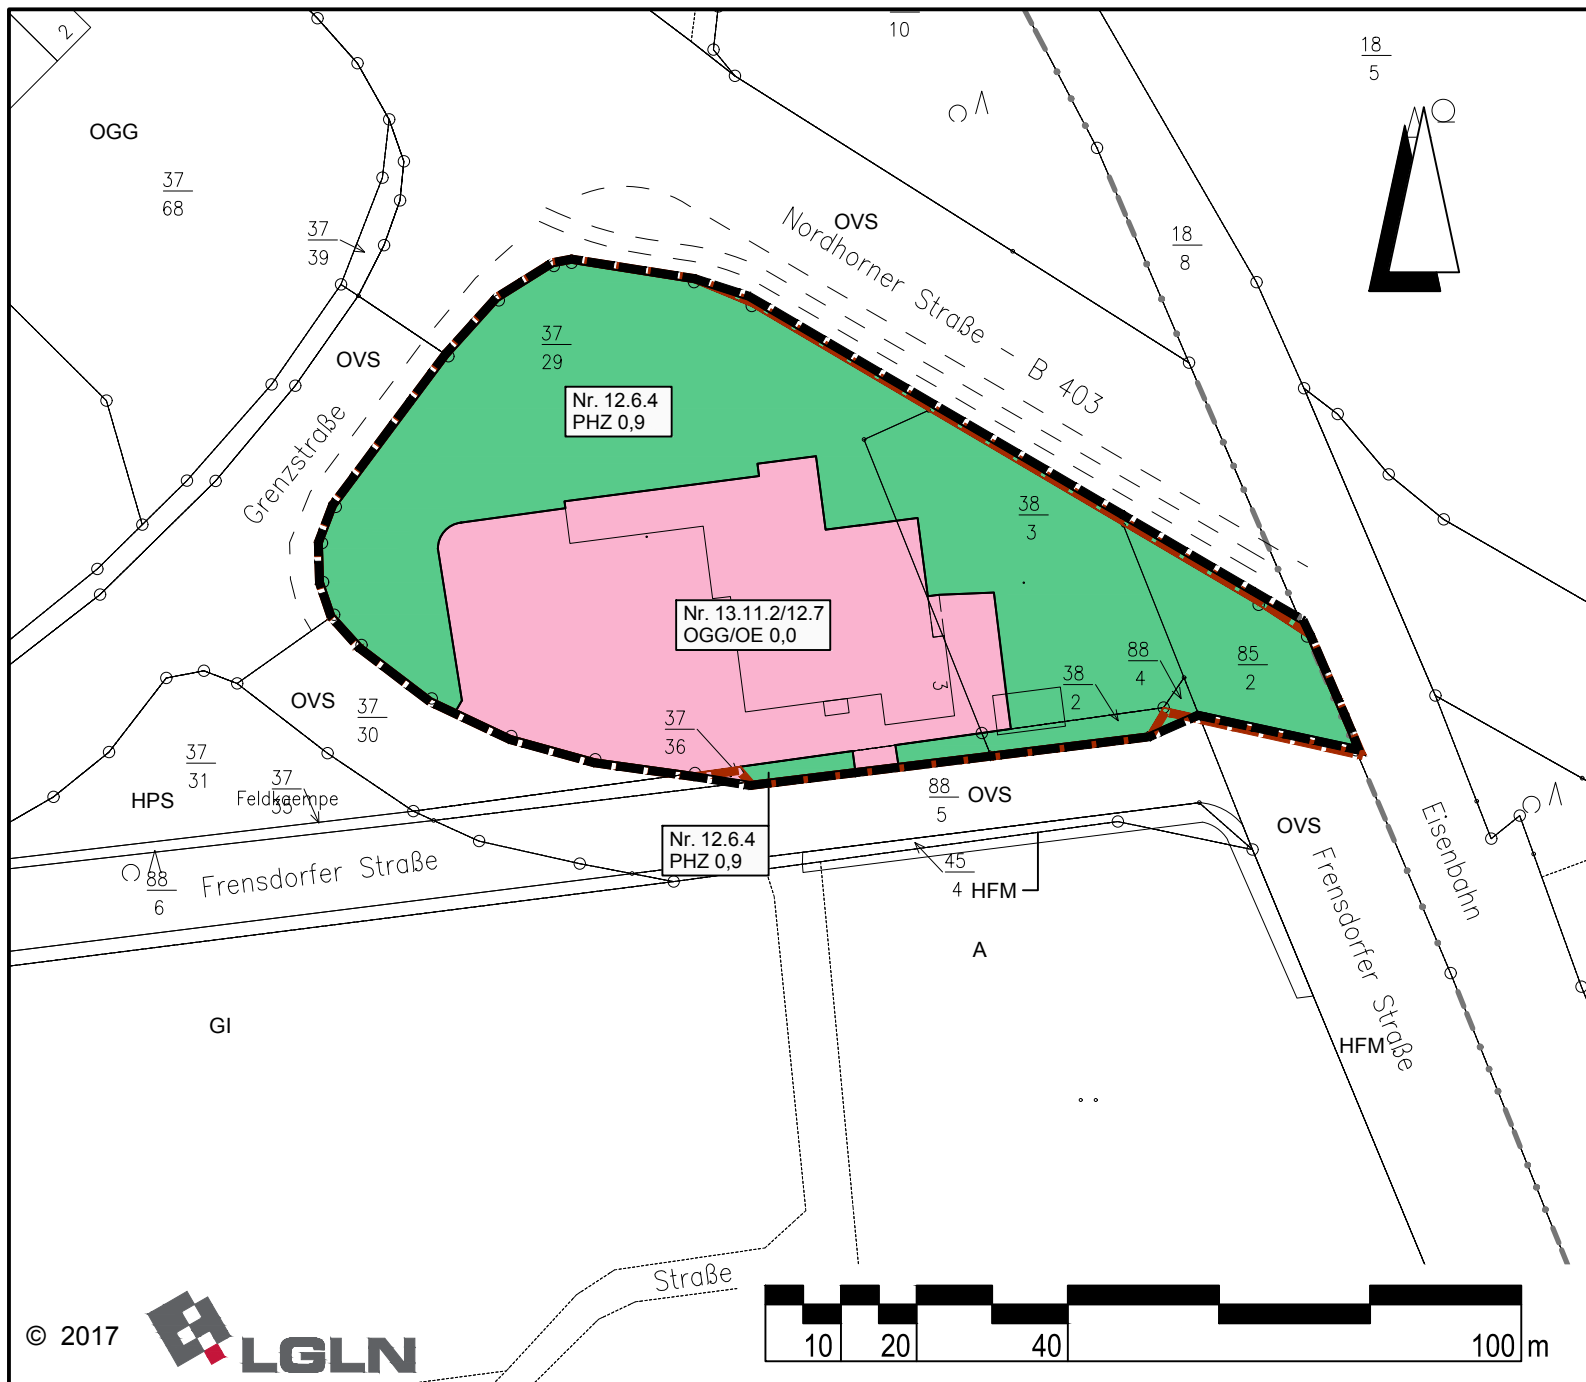 2
10
18
5
OGG
37
68
37
39
OVS
Nordhorner Straße - B 403
18
8
OVS
37
29
Grenzstraße
Nr. 12.6.4
PHZ 0,9
38
3
Nr. 13.11.2/12.7
OGG/OE 0,0
3
38
2
88
4
85
2
OVS
37
30
37
36
37
31
HPS
37
35
Feldkaempe
88
5
OVS
OVS
Nr. 12.6.4
PHZ 0,9
88
6
Frensdorfer Straße
45
4
HFM
A
Frensdorfer Straße
Eisenbahn
HFM
GI
Straße
© 2017
LGLN
10 20 40 100 m